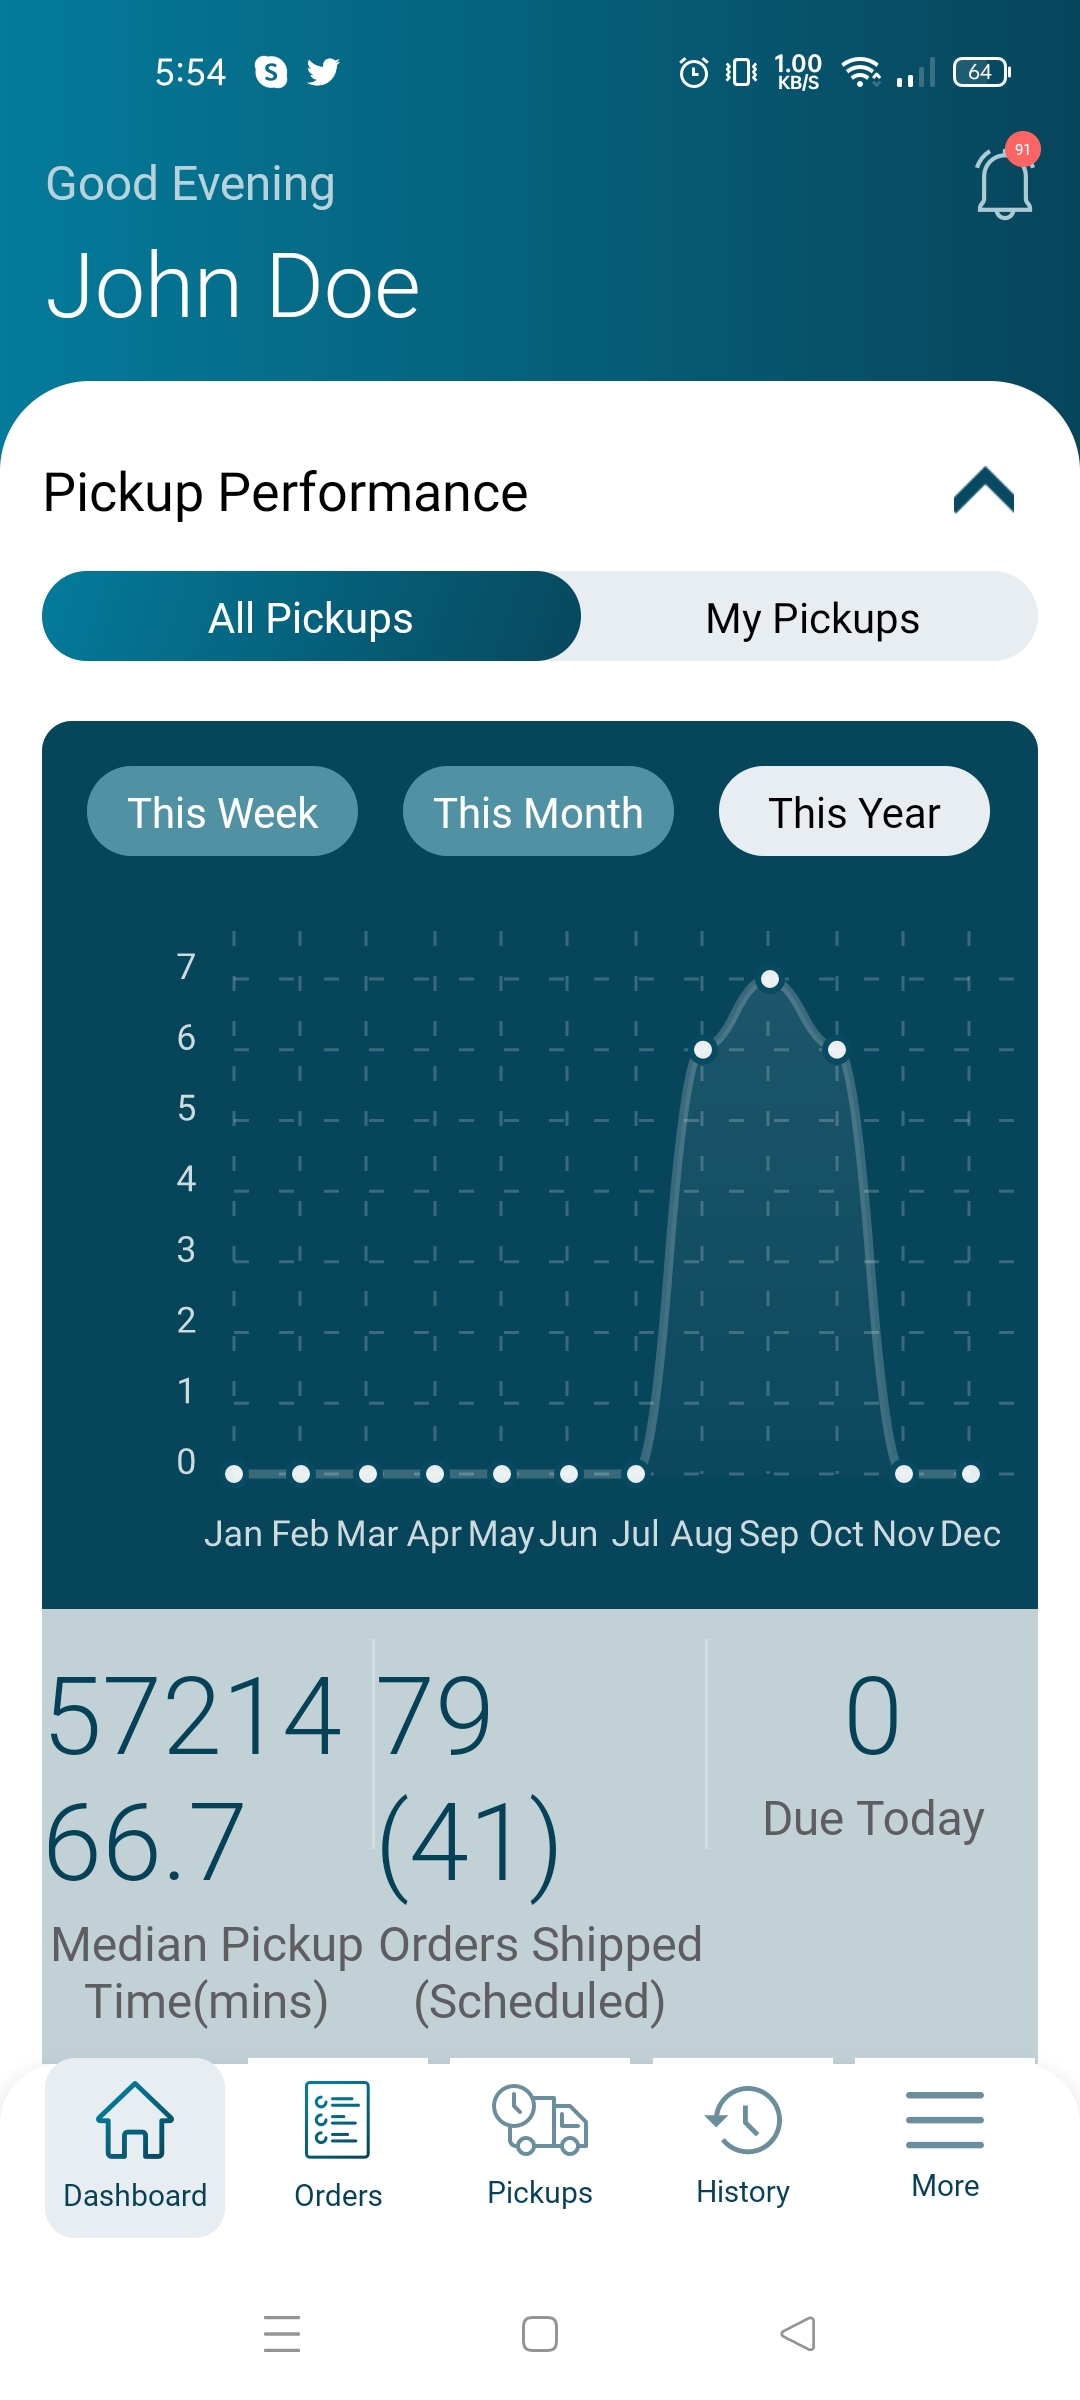 5:54
1.00
KB/S
64
91
Good Evening
John Doe
Pickup Performance
All Pickups My Pickups
This Week This Month This Year
7
6
5
4
3
2
1
0
Jan Feb Mar Apr May Jun Jul Aug Sep Oct Nov Dec
57214
66.7
Median Pickup
Time(mins)
79
(41)
Orders Shipped
(Scheduled)
0
Due Today
Dashboard Orders Pickups History More